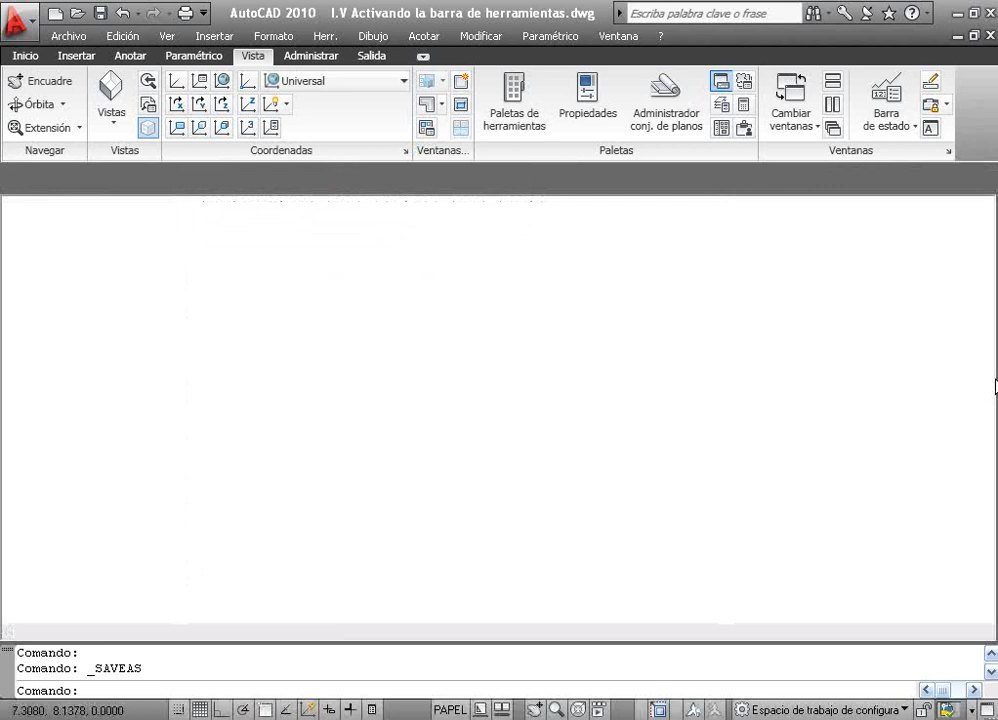 AutoCAD 2010   I.V Activando la barra de herramientas.dwg
Escriba palabra clave o frase
Archivo Edición Ver Insertar Formato Herr. Dibujo Acotar Modificar Paramétrico Ventana ?
Inicio Insertar Anotar Paramétrico Vista Administrar Salida
Encuadre
Órbita
Extensión
Navegar
Vistas
Vistas
Universal
Coordenadas
Ventanas...
Paletas de
herramientas
Propiedades
Administrador
conj. de planos
Paletas
Cambiar
ventanas
Barra
de estado
Ventanas
Comando:
Comando: _SAVEAS
Comando:
7.3080, 8.1378, 0.0000
PAPEL
Espacio de trabajo de configura